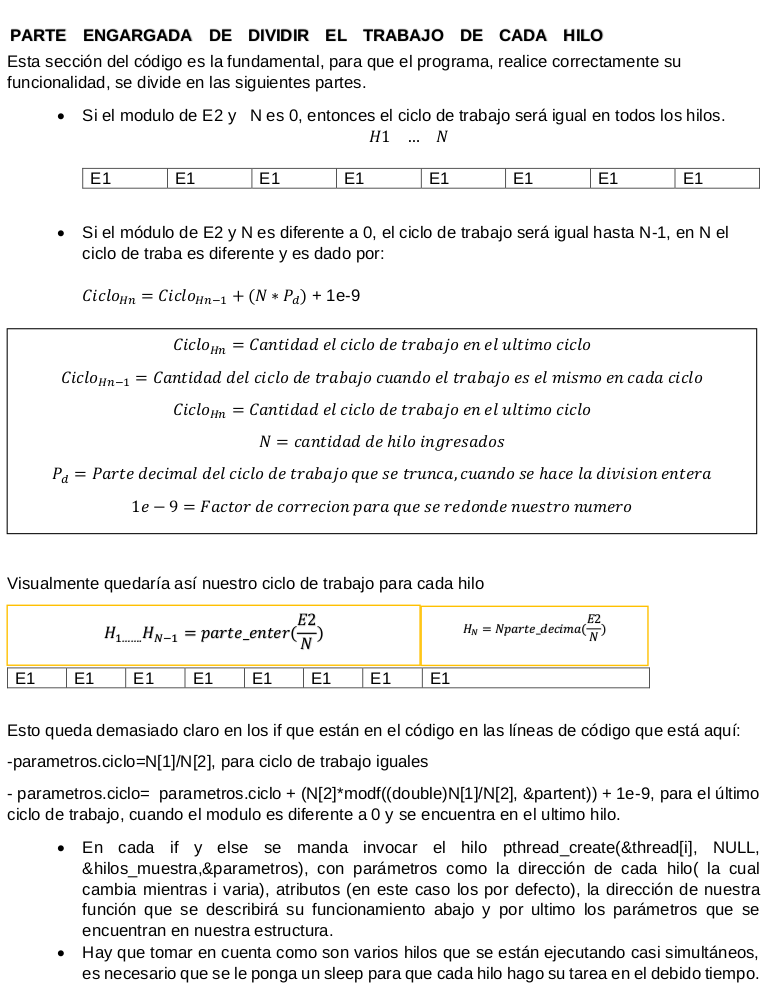 PARTE ENGARGADA DE DIVIDIR EL TRABAJO DE CADA HILO
Esta sección del código es la fundamental, para que el programa, realice correctamente su
funcionalidad, se divide en las siguientes partes.
• Si el modulo de E2 y N es 0, entonces el ciclo de trabajo será igual en todos los hilos.
H1 … N
E1 E1 E1 E1 E1 E1 E1 E1
• Si el módulo de E2 y N es diferente a 0, el ciclo de trabajo será igual hasta N-1, en N el
ciclo de traba es diferente y es dado por:
Ciclo_{Hn} = Ciclo_{Hn−1} + (N ∗ P_d) + 1e-9
Ciclo_{Hn} = Cantidad el ciclo de trabajo en el ultimo ciclo
Ciclo_{Hn−1} = Cantidad del ciclo de trabajo cuando el trabajo es el mismo en cada ciclo
Ciclo_{Hn} = Cantidad el ciclo de trabajo en el ultimo ciclo
N = cantidad de hilo ingresados
P_d = Parte decimal del ciclo de trabajo que se trunca, cuando se hace la division entera
1e − 9 = Factor de correcion para que se redonde nuestro numero
Visualmente quedaría así nuestro ciclo de trabajo para cada hilo
H_{1.......}H_{N−1} = parte_enter(E2/N) H_N = Nparte_decima(E2/N)
E1 E1 E1 E1 E1 E1 E1 E1
Esto queda demasiado claro en los if que están en el código en las líneas de código que está aquí:
-parametros.ciclo=N[1]/N[2], para ciclo de trabajo iguales
- parametros.ciclo= parametros.ciclo + (N[2]*modf((double)N[1]/N[2], &partent)) + 1e-9, para el último
ciclo de trabajo, cuando el modulo es diferente a 0 y se encuentra en el ultimo hilo.
• En cada if y else se manda invocar el hilo pthread_create(&thread[i], NULL,
&hilos_muestra,&parametros), con parámetros como la dirección de cada hilo( la cual
cambia mientras i varia), atributos (en este caso los por defecto), la dirección de nuestra
función que se describirá su funcionamiento abajo y por ultimo los parámetros que se
encuentran en nuestra estructura.
• Hay que tomar en cuenta como son varios hilos que se están ejecutando casi simultáneos,
es necesario que se le ponga un sleep para que cada hilo hago su tarea en el debido tiempo.